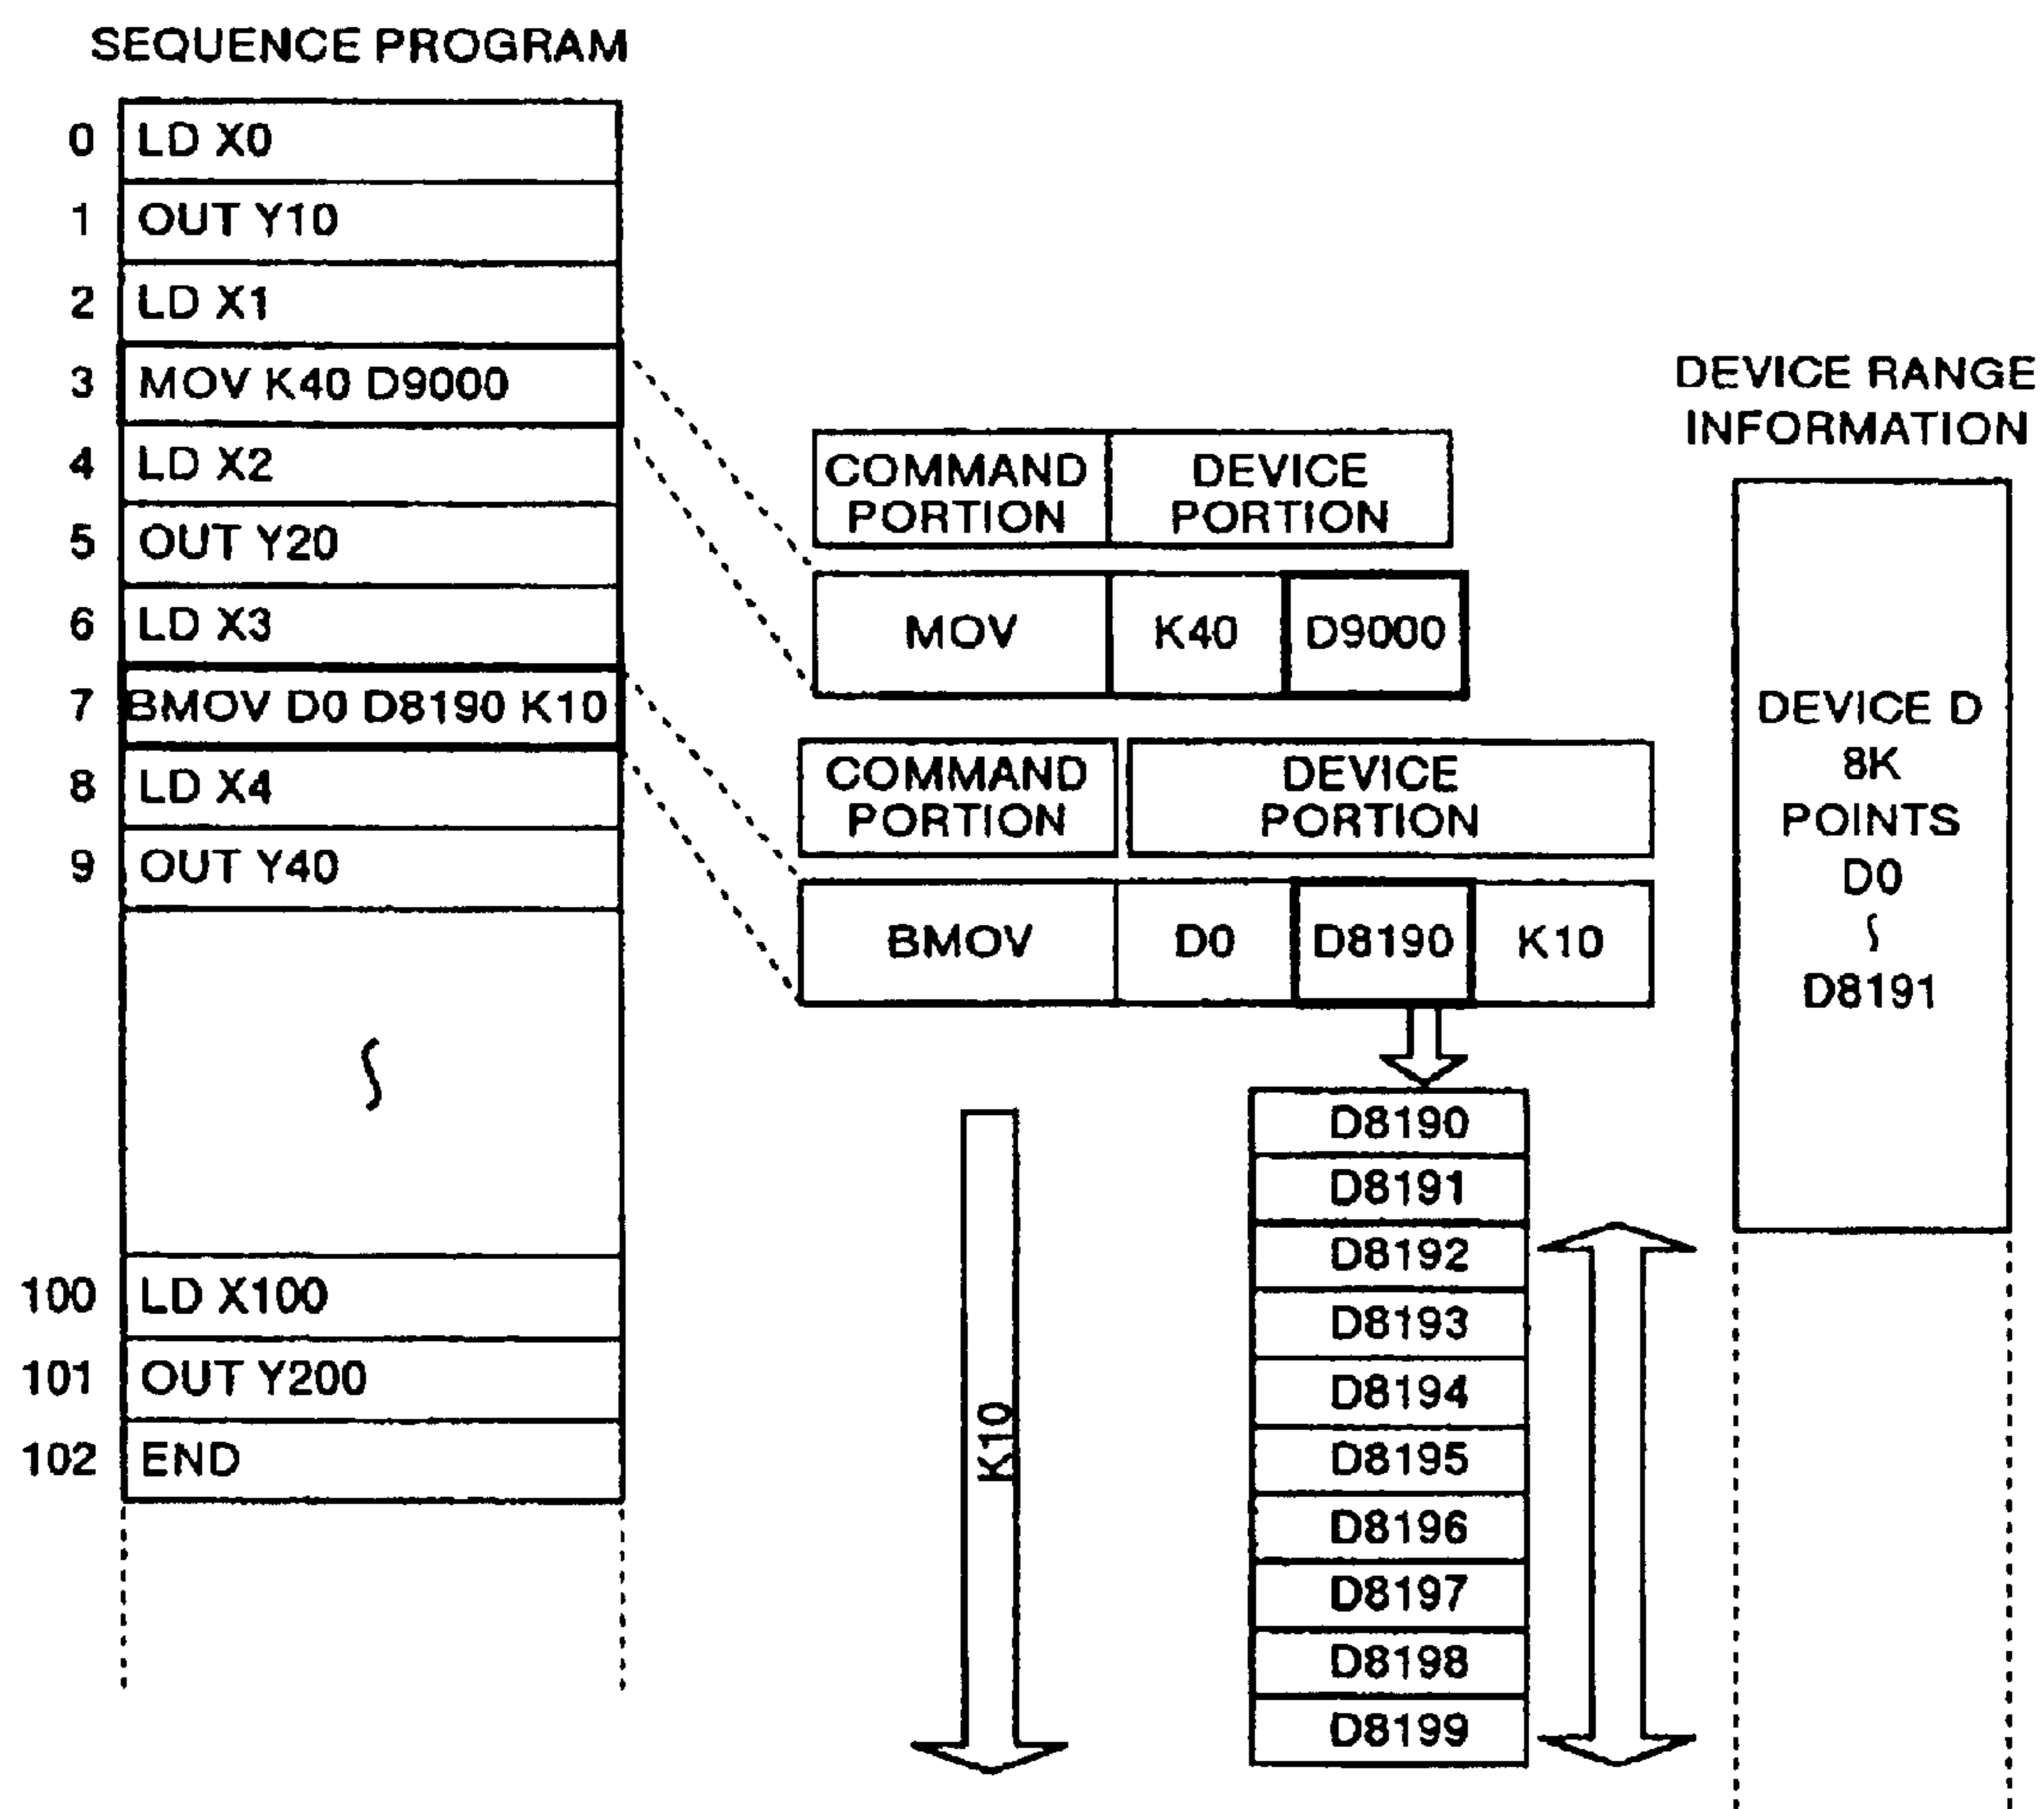 SEQUENCE PROGRAM
0 LD X0
1 OUT Y10
2 LD X1
3 MOV K40 D9000
4 LD X2
5 OUT Y20
6 LD X3
7 BMOV D0 D8190 K10
8 LD X4
9 OUT Y40
100 LD X100
101 OUT Y200
102 END
COMMAND
PORTION
DEVICE
PORTION
MOV K40 D9000
COMMAND
PORTION
DEVICE
PORTION
BMOV D0 D8190 K10
K10
D8190
D8191
D8192
D8193
D8194
D8195
D8196
D8197
D8198
D8199
DEVICE RANGE
INFORMATION
DEVICE D
8K
POINTS
D0
~
D8191